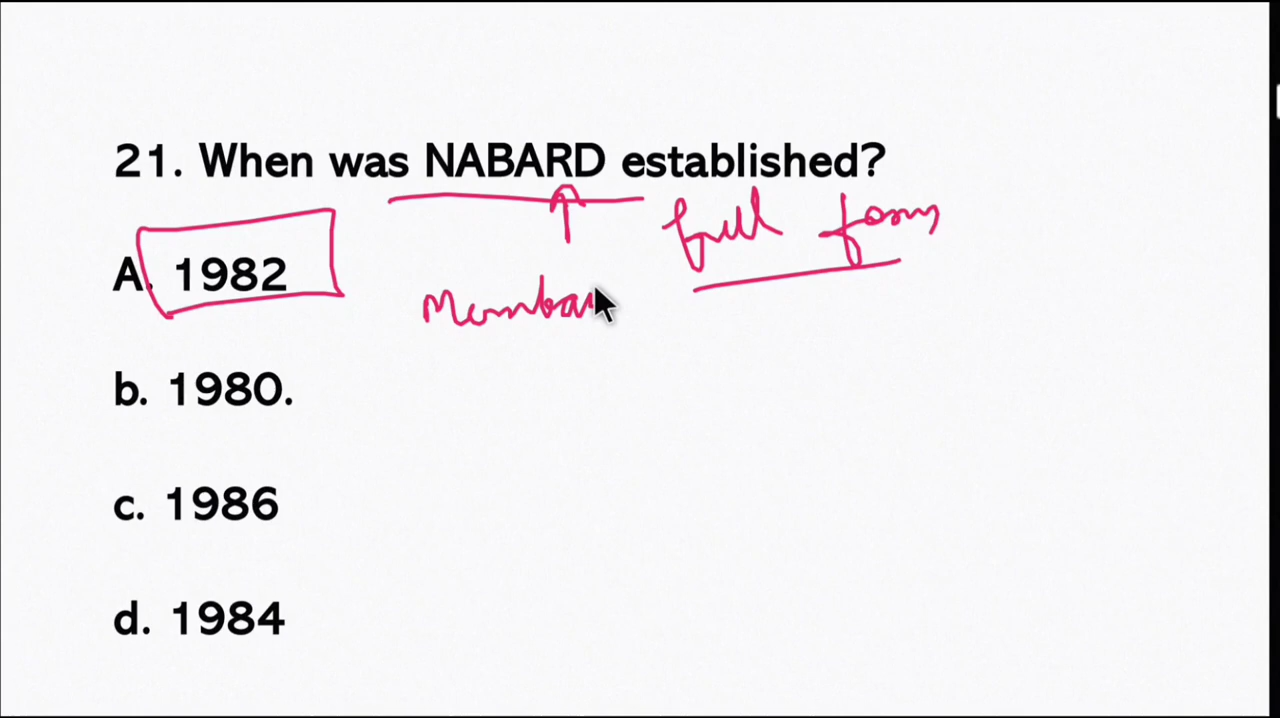 21. When was NABARD established?
full form
A. 1982
Mumbai
b. 1980.
c. 1986
d. 1984